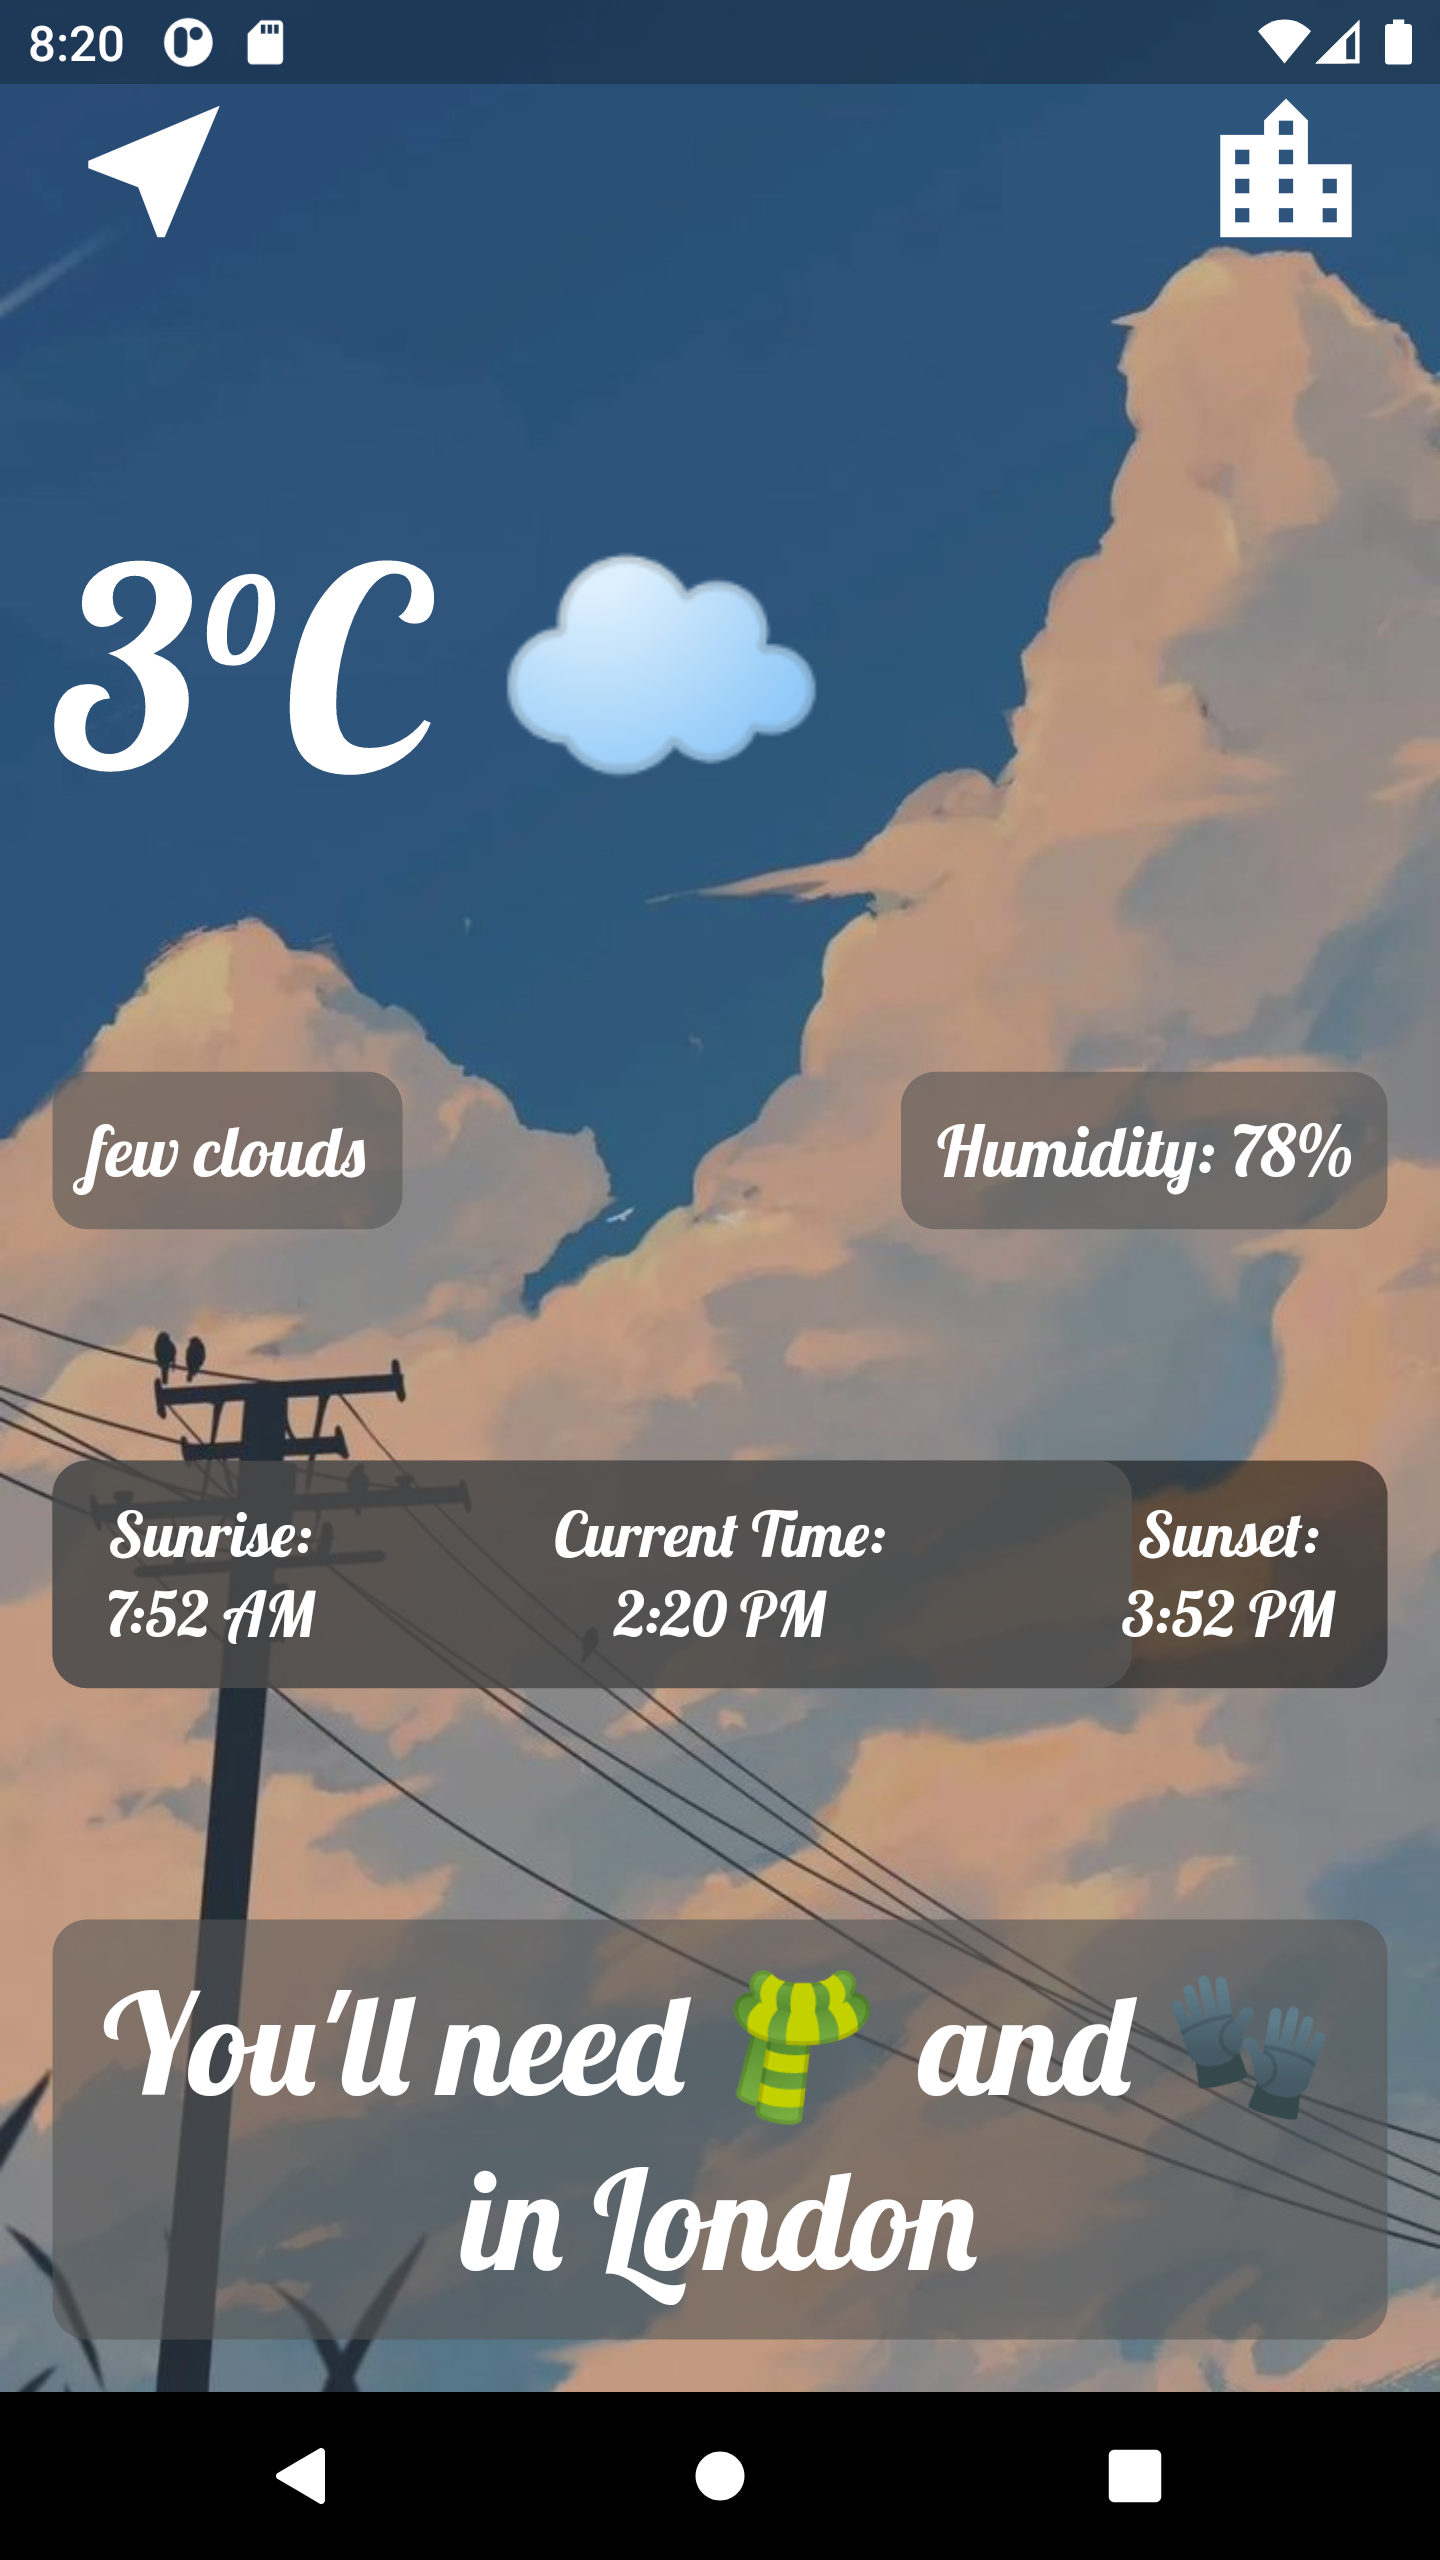 8:20
3⁰C
few clouds
Humidity: 78%
Sunrise:
7:52 AM
Current Time:
2:20 PM
Sunset:
3:52 PM
You'll need 🧣 and 🧤
in London